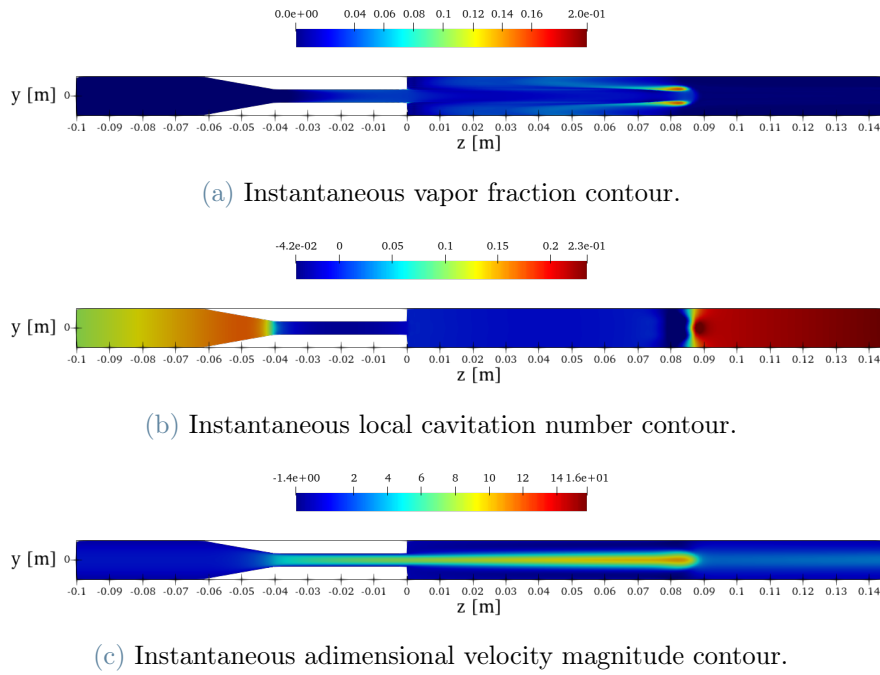 0.0e+00 0.04 0.06 0.08 0.1 0.12 0.14 0.16 2.0e-01
y [m] 0
-0.1 -0.09 -0.08 -0.07 -0.06 -0.05 -0.04 -0.03 -0.02 -0.01 0 0.01 0.02 0.03 0.04 0.05 0.06 0.07 0.08 0.09 0.1 0.11 0.12 0.13 0.14
z [m]
(a) Instantaneous vapor fraction contour.
-4.2e-02 0 0.05 0.1 0.15 0.2 2.3e-01
y [m] 0
-0.1 -0.09 -0.08 -0.07 -0.06 -0.05 -0.04 -0.03 -0.02 -0.01 0 0.01 0.02 0.03 0.04 0.05 0.06 0.07 0.08 0.09 0.1 0.11 0.12 0.13 0.14
z [m]
(b) Instantaneous local cavitation number contour.
-1.4e+00 2 4 6 8 10 12 14 1.6e+01
y [m] 0
-0.1 -0.09 -0.08 -0.07 -0.06 -0.05 -0.04 -0.03 -0.02 -0.01 0 0.01 0.02 0.03 0.04 0.05 0.06 0.07 0.08 0.09 0.1 0.11 0.12 0.13 0.14
z [m]
(c) Instantaneous adimensional velocity magnitude contour.